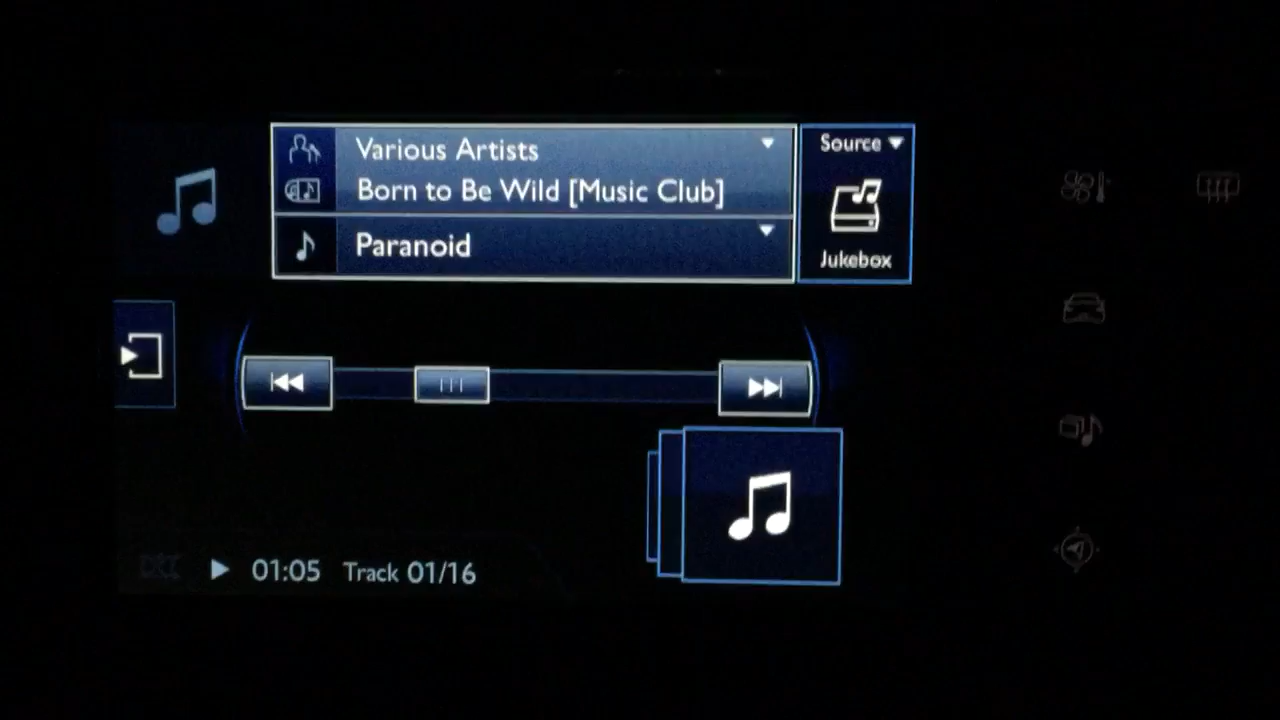 Various Artists
Source
Born to Be Wild [Music Club]
Paranoid
Jukebox
01:05 Track 01/16